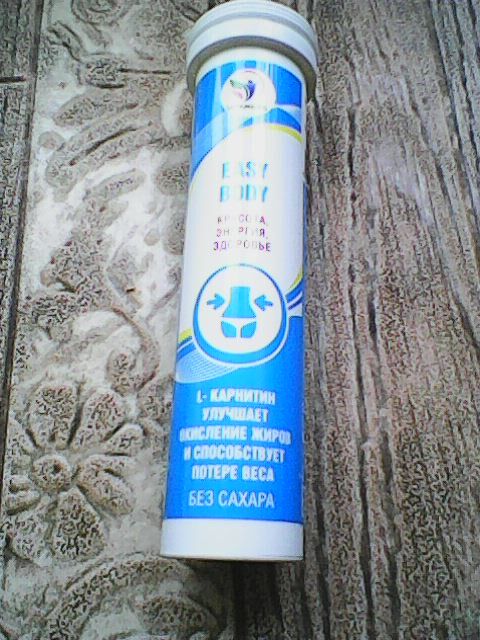 EASY
BODY
КРАСОТА,
ЭНЕРГИЯ,
ЗДОРОВЬЕ
L- КАРНИТИН
УЛУЧШАЕТ
ОКИСЛЕНИЕ ЖИРОВ
И СПОСОБСТВУЕТ
ПОТЕРЕ ВЕСА
БЕЗ САХАРА